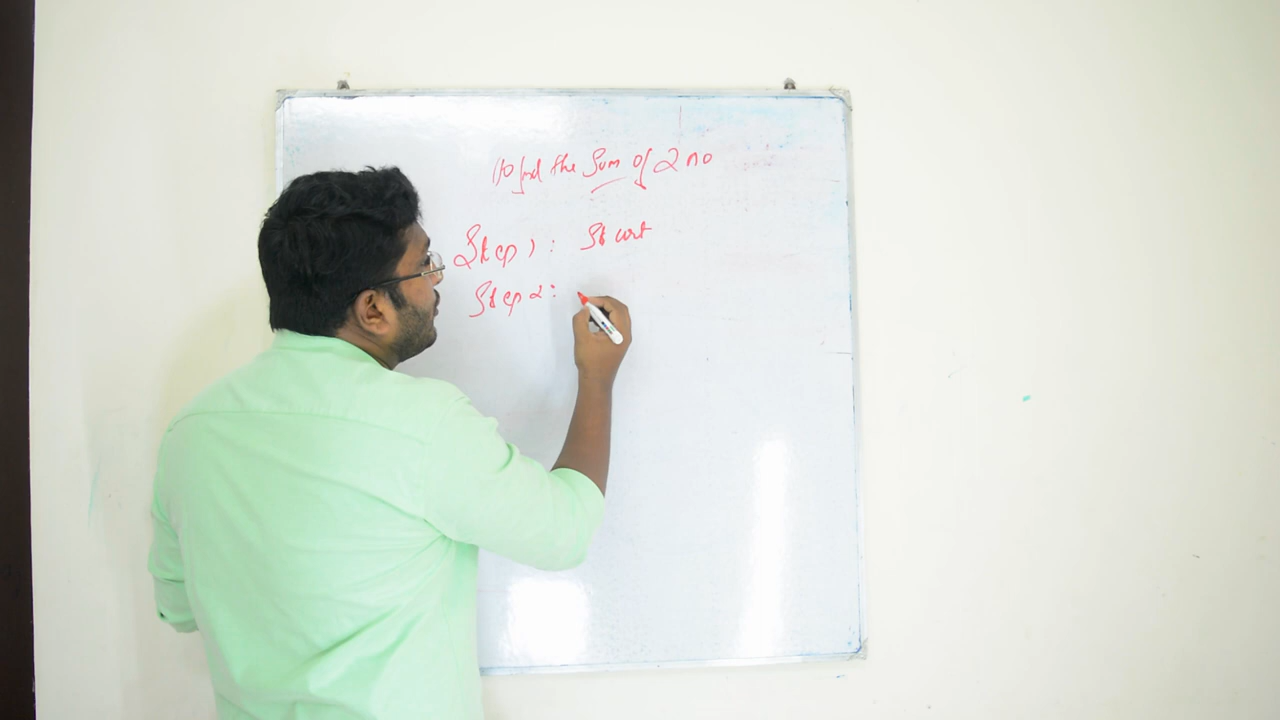 to find the Sum of 2 no
Step 1: Start
Step 2: